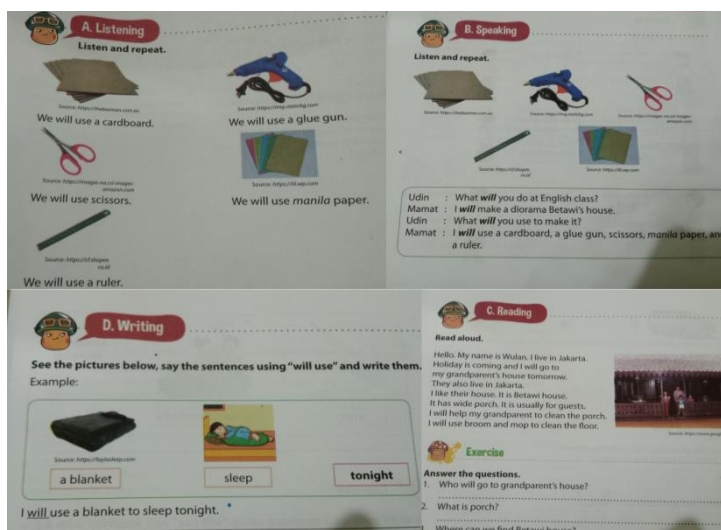 A. Listening
Listen and repeat.
We will use a cardboard.
We will use a glue gun.
We will use scissors.
We will use manila paper.
We will use a ruler.
B. Speaking
Listen and repeat.
Udin : What will you do at English class?
Mamat : I will make a diorama Betawi's house.
Udin : What will you use to make it?
Mamat : I will use a cardboard, a glue gun, scissors, manila paper, and
a ruler.
D. Writing
See the pictures below, say the sentences using "will use" and write them.
Example:
a blanket
sleep
tonight
I will use a blanket to sleep tonight.
C. Reading
Read aloud.
Hello. My name is Wulan. I live in Jakarta.
Holiday is coming and I will go to
my grandparent's house tomorrow.
They also live in Jakarta.
I like their house. It is Betawi house.
It has wide porch. It is usually for guests.
I will help my grandparent to clean the porch.
I will use broom and mop to clean the floor.
Exercise
Answer the questions.
1. Who will go to grandparent's house?
2. What is porch?
Where can we find Betawi house?